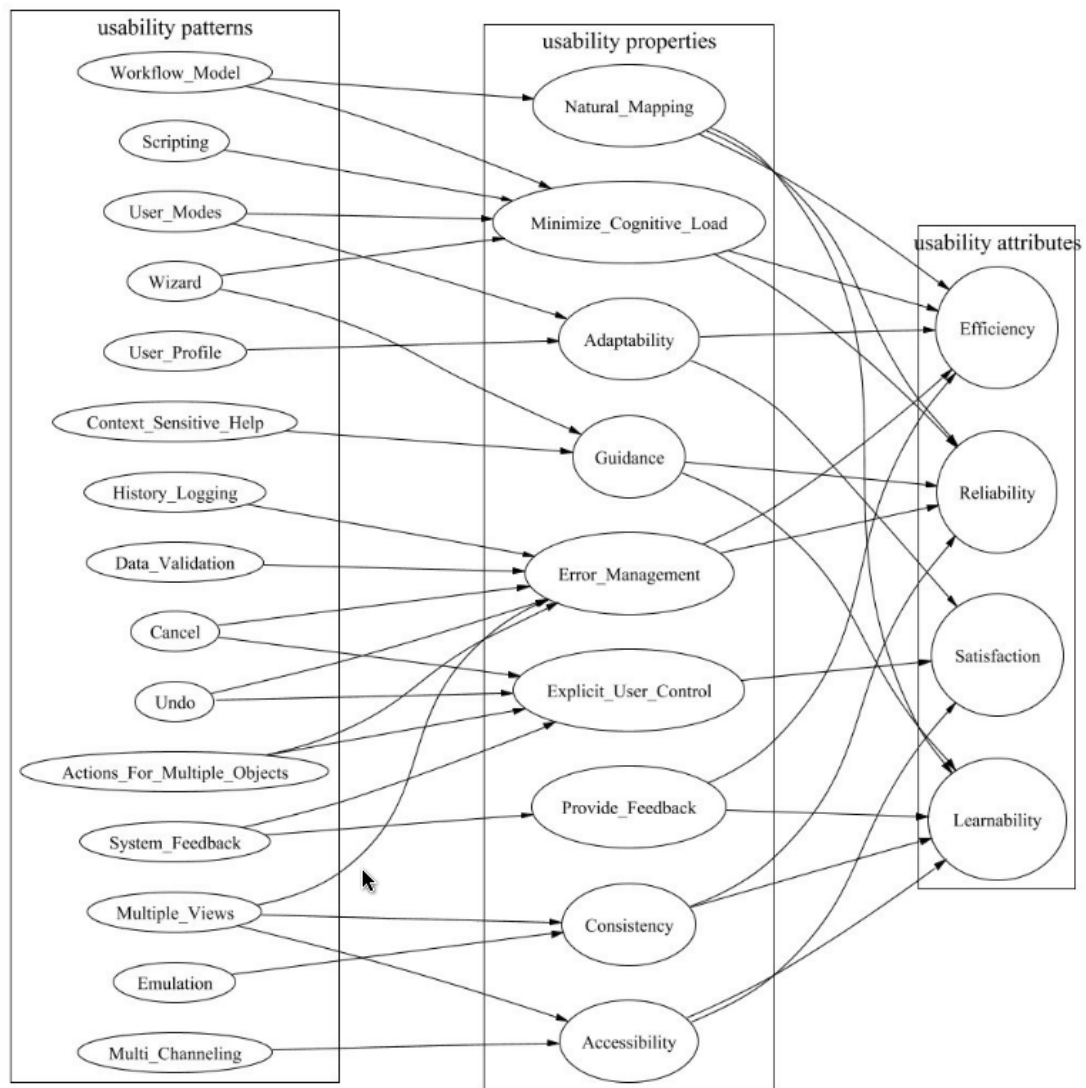 usability patterns
Workflow_Model
Scripting
User_Modes
Wizard
User_Profile
Context_Sensitive_Help
History_Logging
Data_Validation
Cancel
Undo
Actions_For_Multiple_Objects
System_Feedback
Multiple_Views
Emulation
Multi_Channeling
usability properties
Natural_Mapping
Minimize_Cognitive_Load
Adaptability
Guidance
Error_Management
Explicit_User_Control
Provide_Feedback
Consistency
Accessibility
usability attributes
Efficiency
Reliability
Satisfaction
Learnability